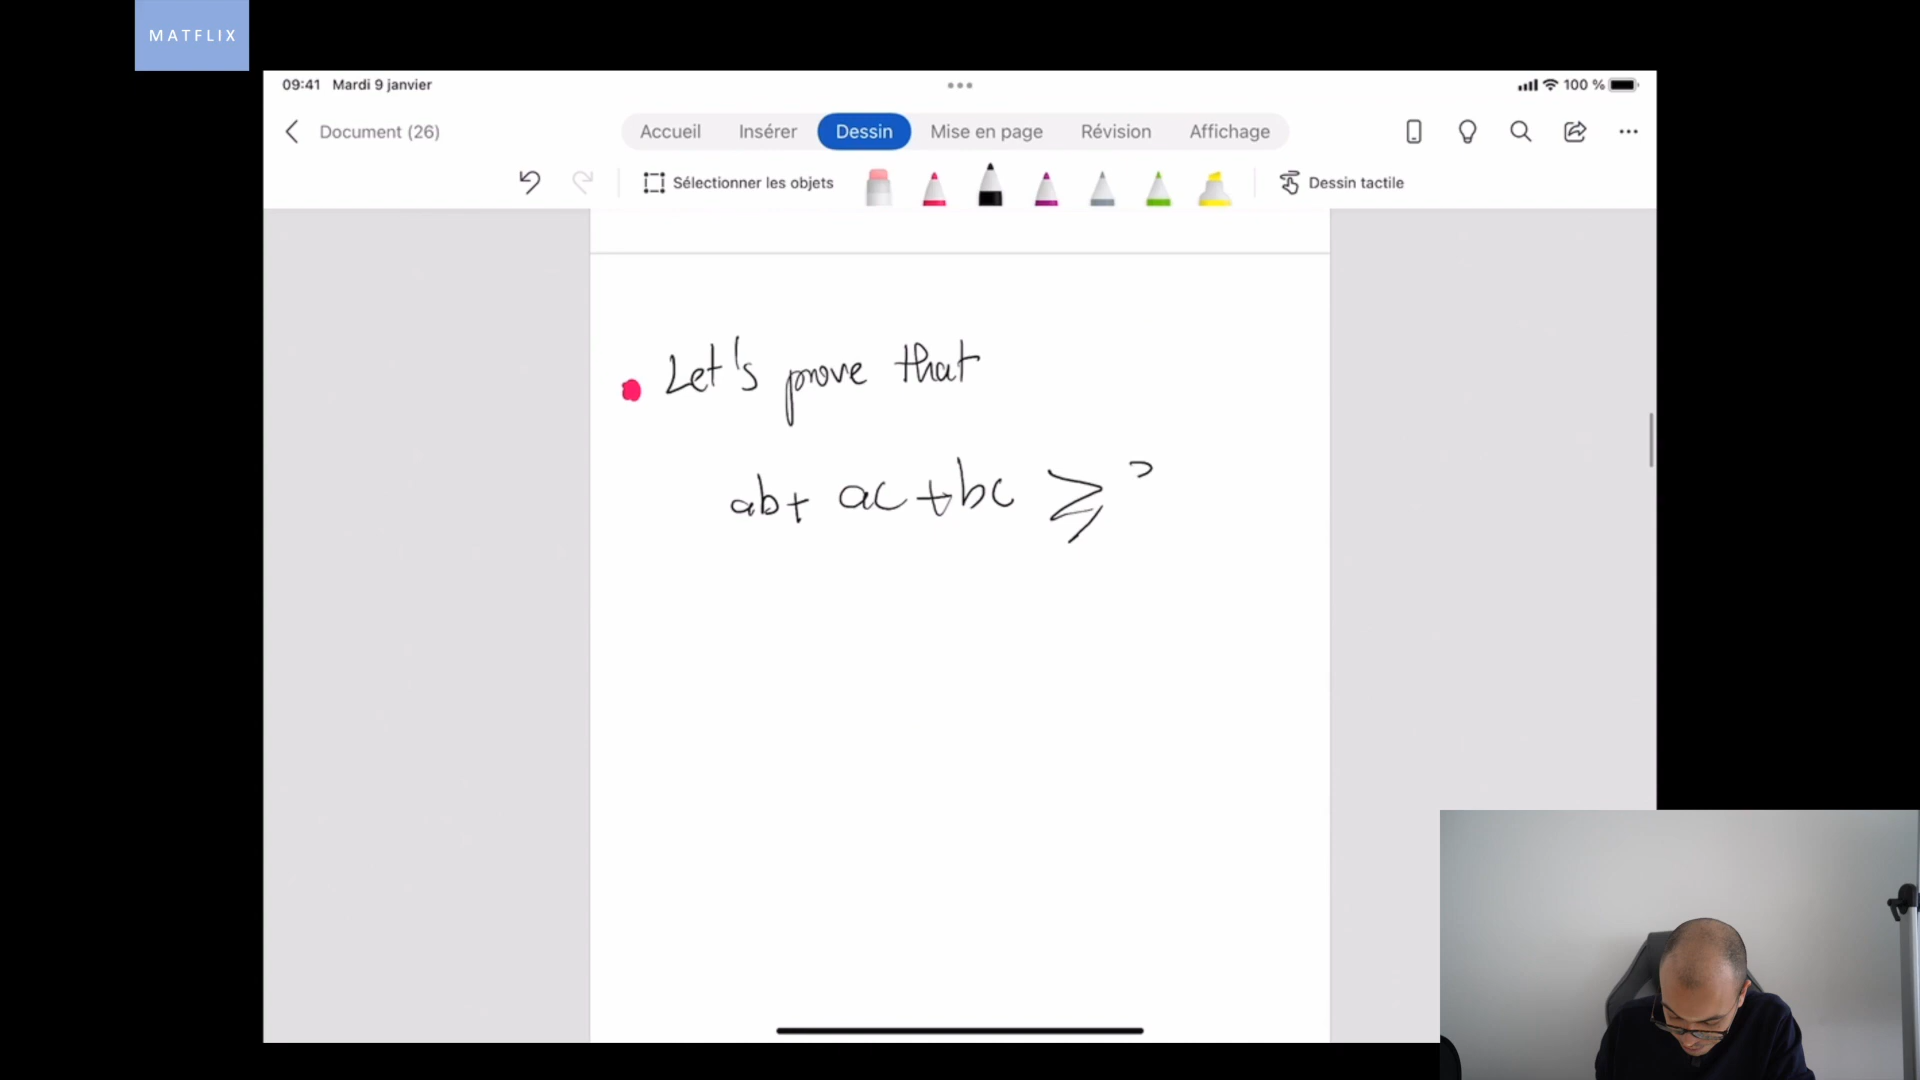 MATFLIX
09:41 Mardi 9 janvier
100 %
Document (26)
Accueil Insérer Dessin Mise en page Révision Affichage
Sélectionner les objets
Dessin tactile
Let's prove that
ab+ ac+bc ⩾